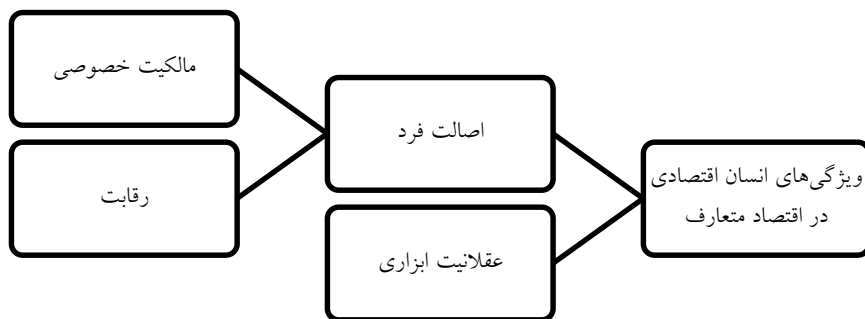 ویژگی‌های انسان اقتصادی
در اقتصاد متعارف
اصالت فرد
عقلانیت ابزاری
مالکیت خصوصی
رقابت